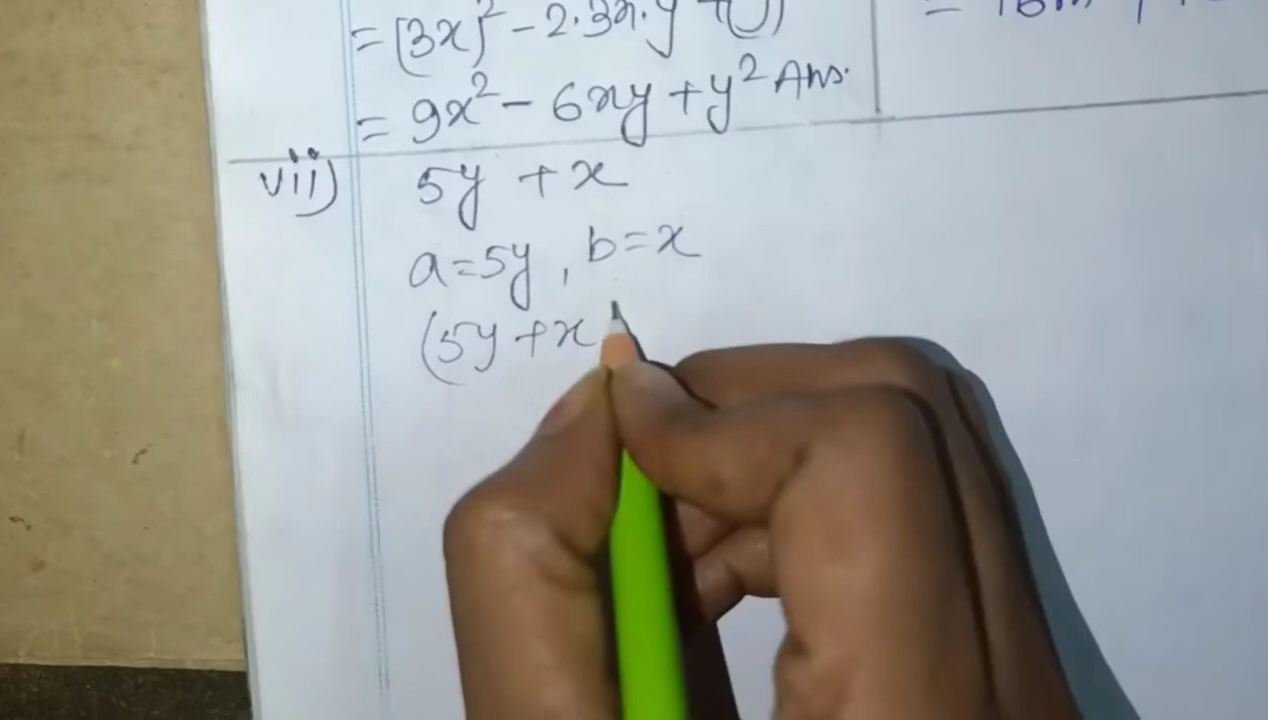 = (3x)² - 2·3x·y + (y)²
= 9x² - 6xy + y² Ans.
vii) 5y + x
a = 5y, b = x
(5y + x